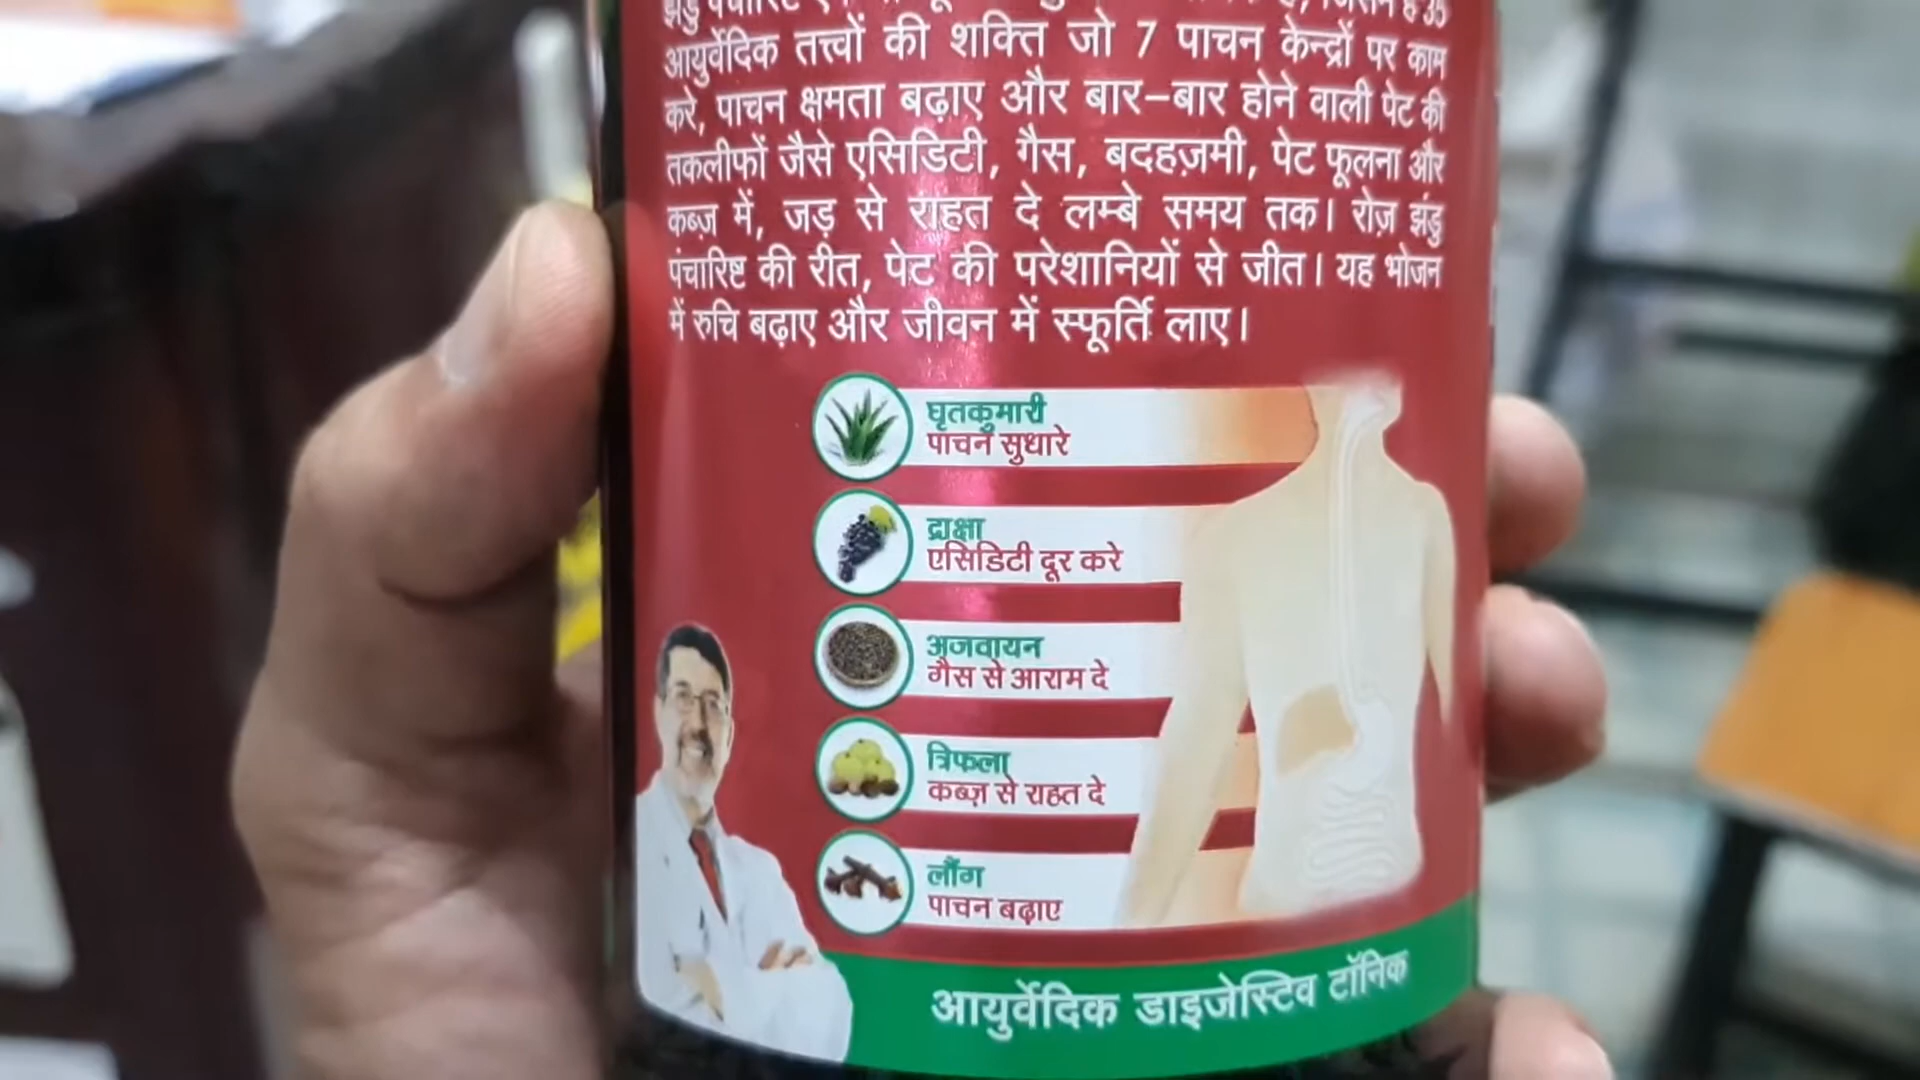 झंडु
आयुर्वेदिक तत्त्वों की शक्ति जो 7 पाचन केन्द्रों पर काम
करे, पाचन क्षमता बढ़ाए और बार-बार होने वाली पेट की
तकलीफों जैसे एसिडिटी, गैस, बदहज़मी, पेट फूलना और
कब्ज़ में, जड़ से राहत दे लम्बे समय तक। रोज़ झंडु
पंचारिष्ट की रीत, पेट की परेशानियों से जीत। यह भोजन
में रुचि बढ़ाए और जीवन में स्फूर्ति लाए।
घृतकुमारी
पाचन सुधारे
द्राक्षा
एसिडिटी दूर करे
अजवायन
गैस से आराम दे
त्रिफला
कब्ज़ से राहत दे
लौंग
पाचन बढ़ाए
आयुर्वेदिक डाइजेस्टिव टॉनिक